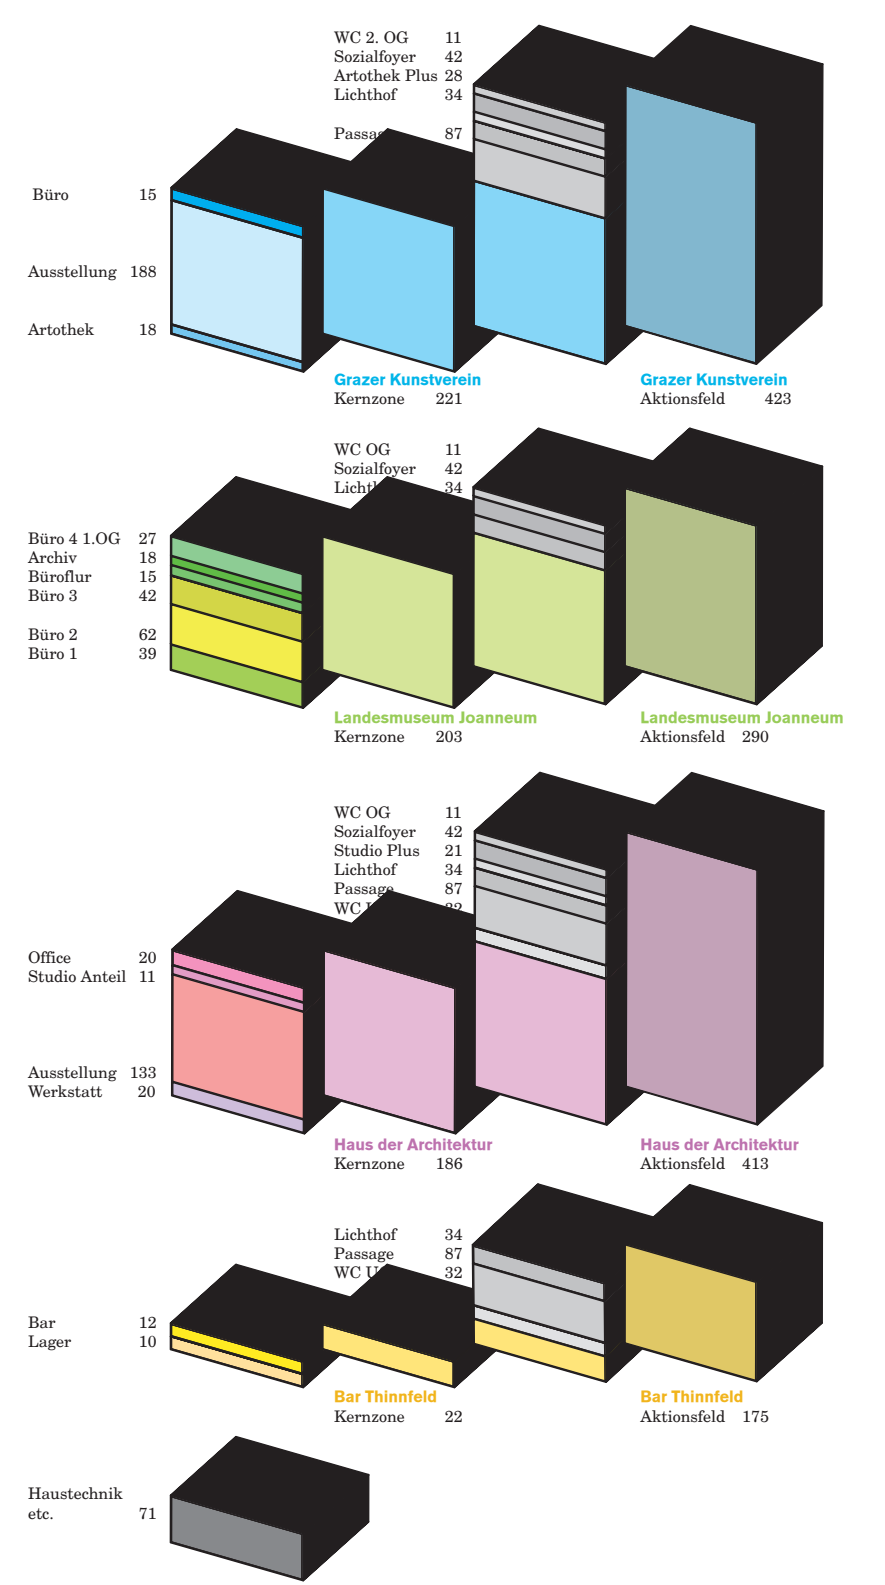 WC 2. OG 11
Sozialfoyer 42
Artothek Plus 28
Lichthof 34
87
Büro 15
Ausstellung 188
Artothek 18
Grazer Kunstverein
Kernzone 221
Grazer Kunstverein
Aktionsfeld 423
WC OG 11
Sozialfoyer 42
34
Büro 4 1.OG 27
Archiv 18
Büroflur 15
Büro 3 42
Büro 2 62
Büro 1 39
Landesmuseum Joanneum
Kernzone 203
Landesmuseum Joanneum
Aktionsfeld 290
WC OG 11
Sozialfoyer 42
Studio Plus 21
Lichthof 34
Passage 87
WC
Office 20
Studio Anteil 11
Ausstellung 133
Werkstatt 20
Haus der Architektur
Kernzone 186
Haus der Architektur
Aktionsfeld 413
Lichthof 34
Passage 87
WC 32
Bar 12
Lager 10
Bar Thinnfeld
Kernzone 22
Bar Thinnfeld
Aktionsfeld 175
Haustechnik
etc. 71